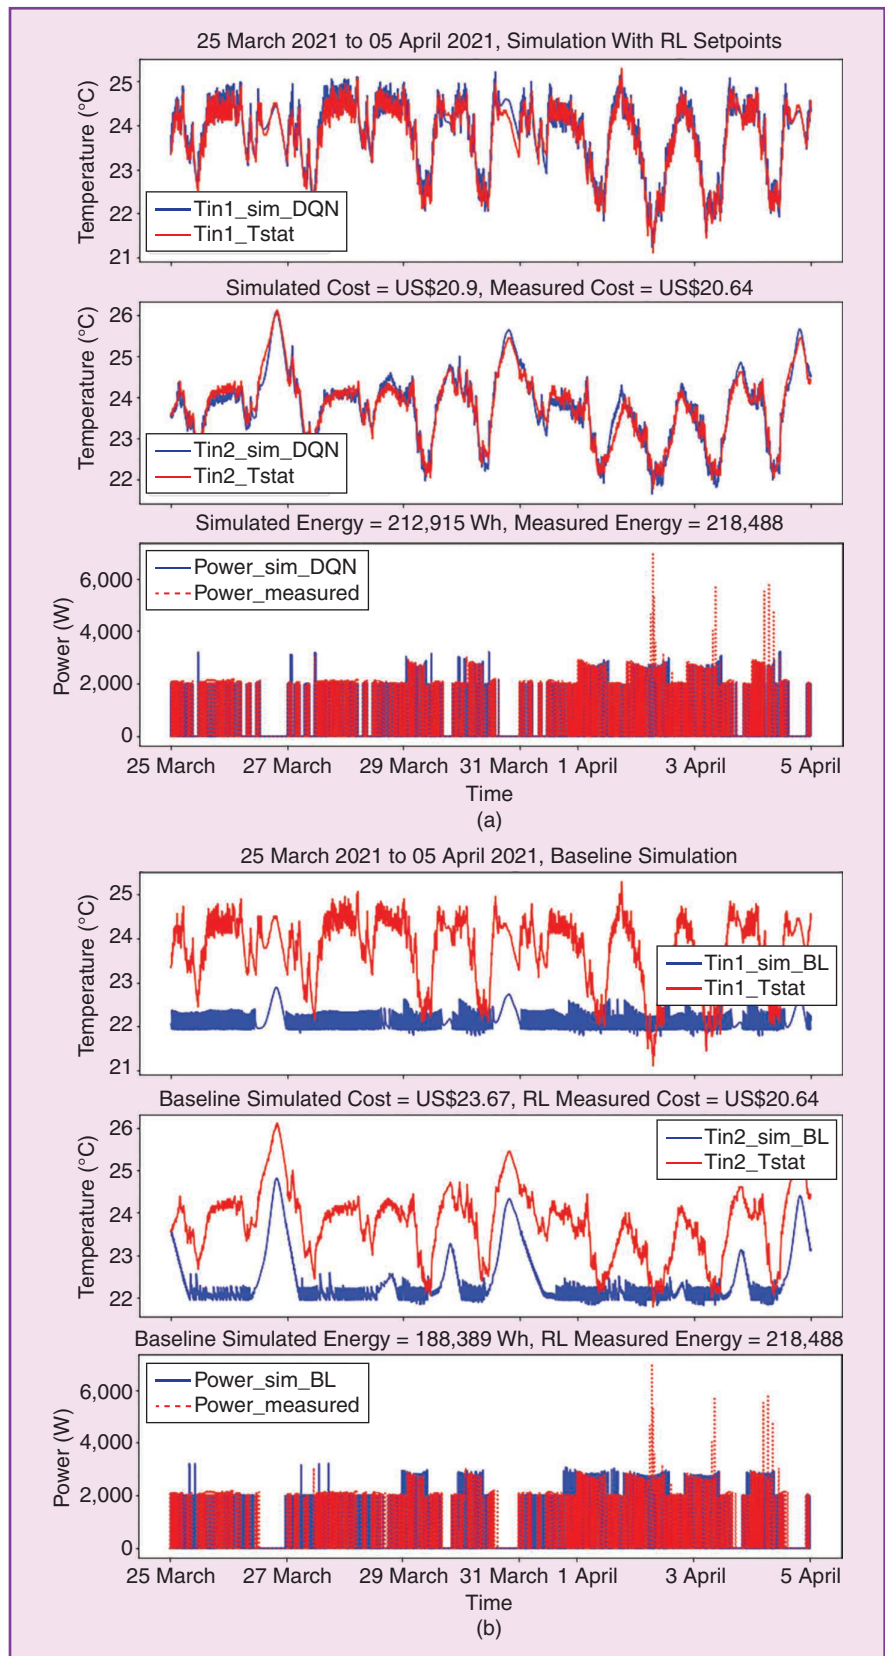 25 March 2021 to 05 April 2021, Simulation With RL Setpoints
Temperature (°C)
25
24
23
22
21
Tin1_sim_DQN
Tin1_Tstat
Simulated Cost = US$20.9, Measured Cost = US$20.64
Temperature (°C)
26
25
24
23
22
Tin2_sim_DQN
Tin2_Tstat
Simulated Energy = 212,915 Wh, Measured Energy = 218,488
Power (W)
6,000
4,000
2,000
0
Power_sim_DQN
Power_measured
25 March 27 March 29 March 31 March 1 April 3 April 5 April
Time
(a)
25 March 2021 to 05 April 2021, Baseline Simulation
Temperature (°C)
25
24
23
22
21
Tin1_sim_BL
Tin1_Tstat
Baseline Simulated Cost = US$23.67, RL Measured Cost = US$20.64
Temperature (°C)
26
25
24
23
22
Tin2_sim_BL
Tin2_Tstat
Baseline Simulated Energy = 188,389 Wh, RL Measured Energy = 218,488
Power (W)
6,000
4,000
2,000
0
Power_sim_BL
Power_measured
25 March 27 March 29 March 31 March 1 April 3 April 5 April
Time
(b)